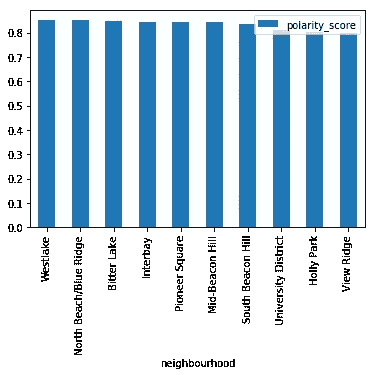 polarity_score
0.8
0.7
0.6
0.5
0.4
0.3
0.2
0.1
0.0
Westlake
North Beach/Blue Ridge
Bitter Lake
Interbay
Pioneer Square
Mid-Beacon Hill
South Beacon Hill
University District
Holly Park
View Ridge
neighbourhood